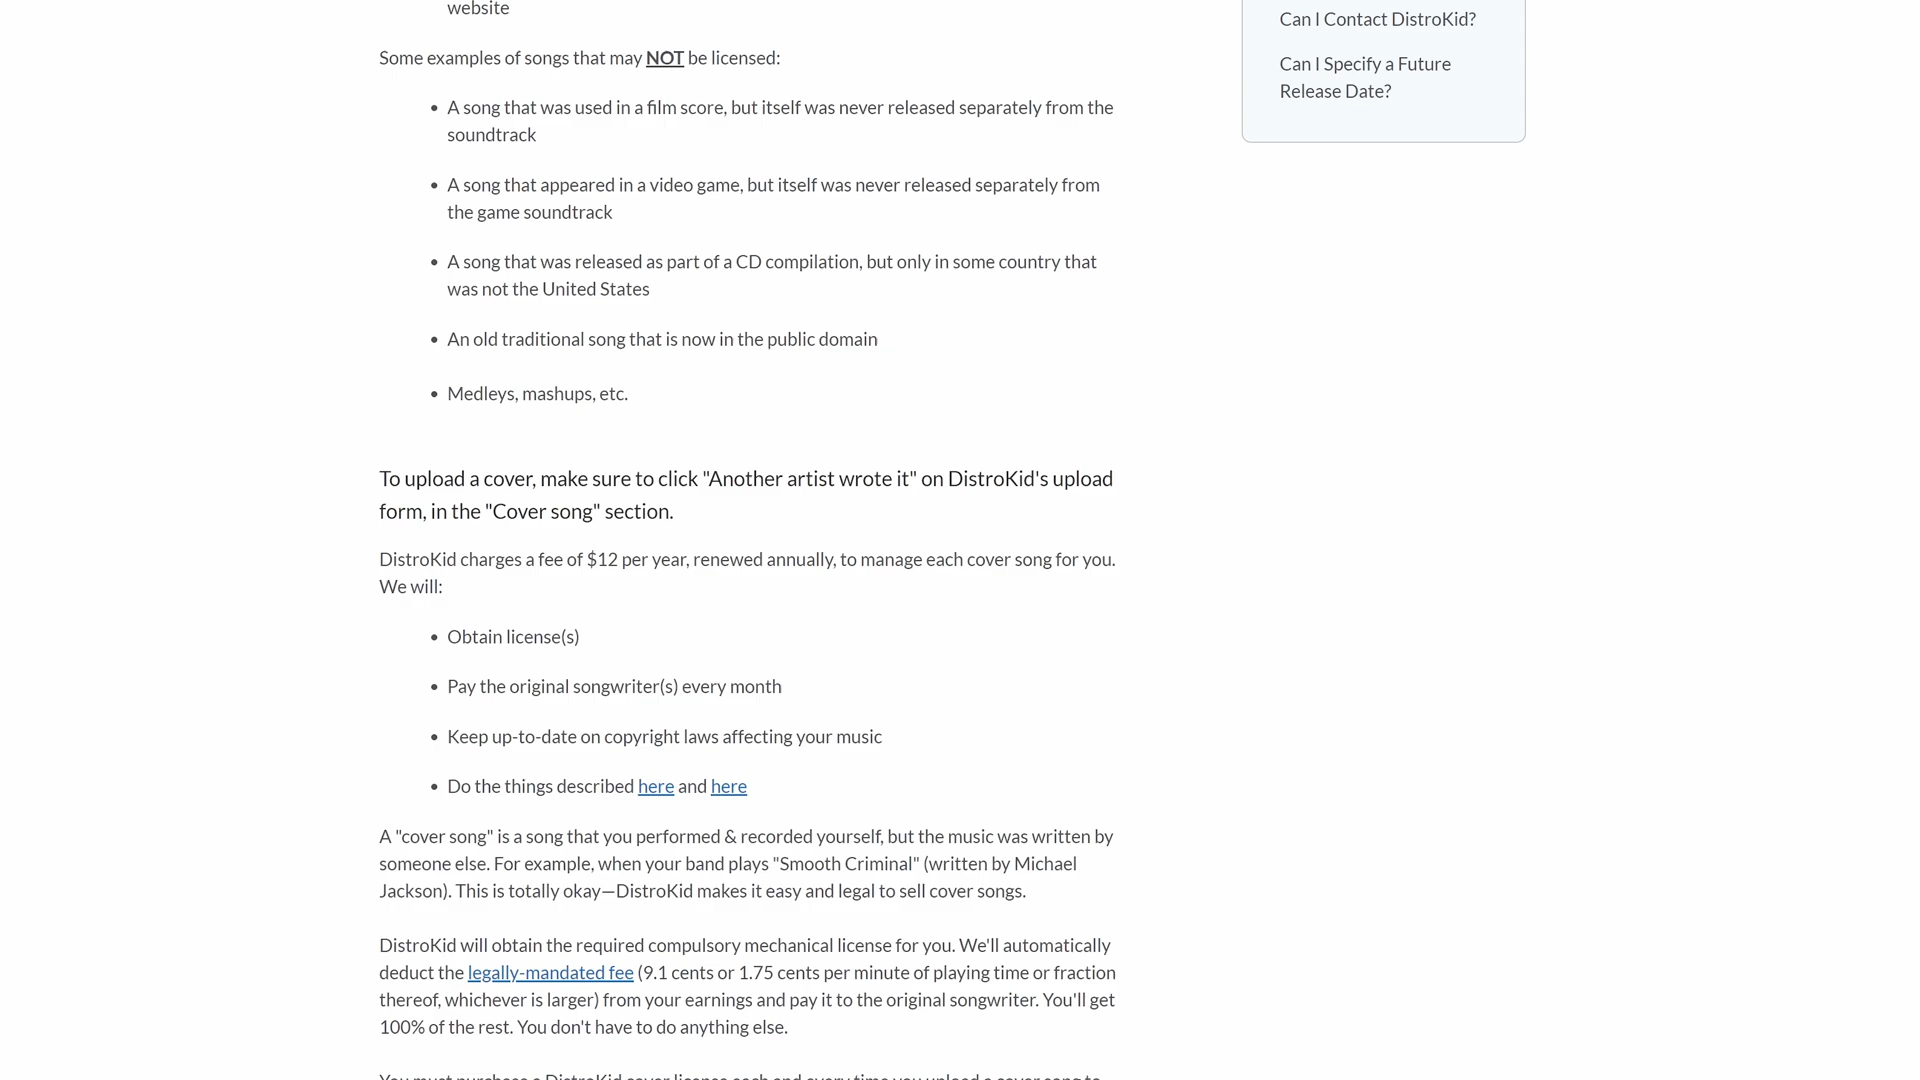 website
Some examples of songs that may NOT be licensed:
• A song that was used in a film score, but itself was never released separately from the
soundtrack
• A song that appeared in a video game, but itself was never released separately from
the game soundtrack
• A song that was released as part of a CD compilation, but only in some country that
was not the United States
• An old traditional song that is now in the public domain
• Medleys, mashups, etc.
To upload a cover, make sure to click "Another artist wrote it" on DistroKid's upload
form, in the "Cover song" section.
DistroKid charges a fee of $12 per year, renewed annually, to manage each cover song for you.
We will:
• Obtain license(s)
• Pay the original songwriter(s) every month
• Keep up-to-date on copyright laws affecting your music
• Do the things described here and here
A "cover song" is a song that you performed & recorded yourself, but the music was written by
someone else. For example, when your band plays "Smooth Criminal" (written by Michael
Jackson). This is totally okay—DistroKid makes it easy and legal to sell cover songs.
DistroKid will obtain the required compulsory mechanical license for you. We'll automatically
deduct the legally-mandated fee (9.1 cents or 1.75 cents per minute of playing time or fraction
thereof, whichever is larger) from your earnings and pay it to the original songwriter. You'll get
100% of the rest. You don't have to do anything else.
You must purchase a DistroKid cover license each and every time you upload a cover song to
Can I Contact DistroKid?
Can I Specify a Future
Release Date?